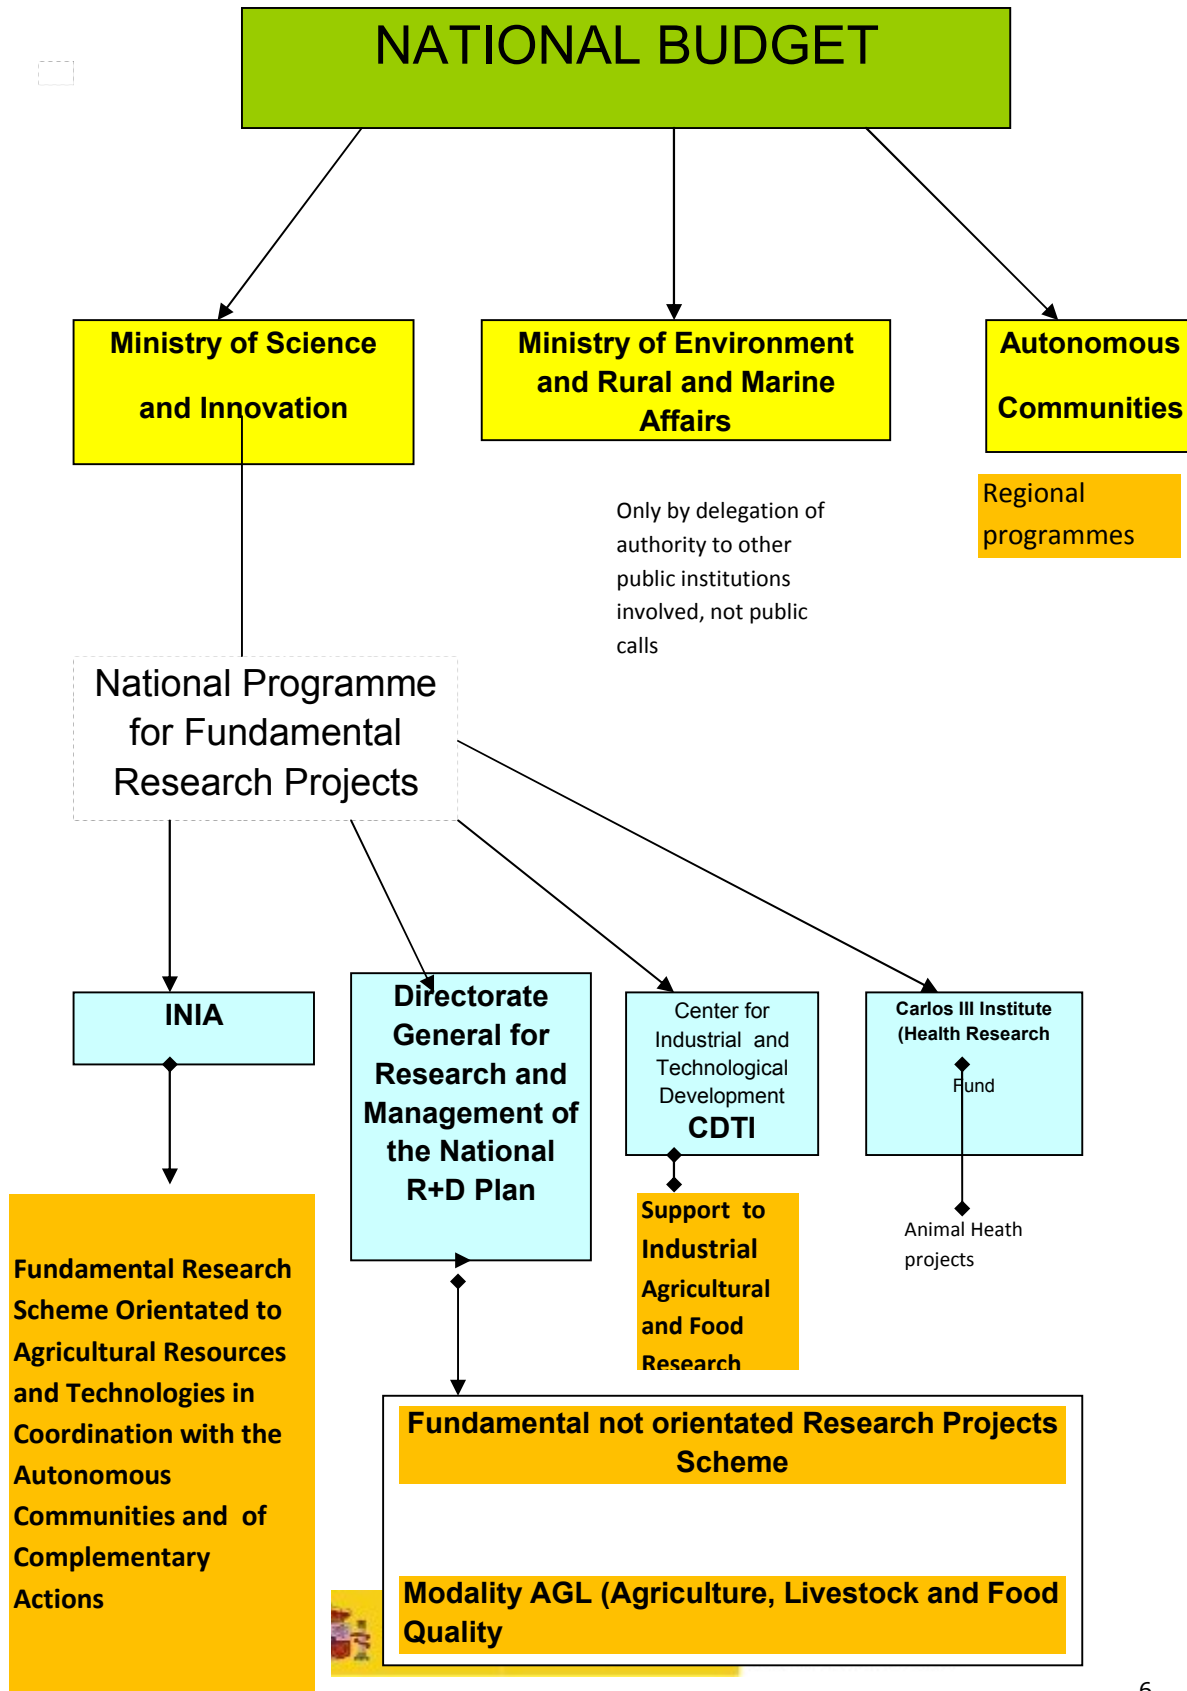 NATIONAL BUDGET
Ministry of Science
and Innovation
Ministry of Environment
and Rural and Marine
Affairs
Autonomous
Communities
Only by delegation of
authority to other
public institutions
involved, not public
calls
Regional
programmes
National Programme
for Fundamental
Research Projects
INIA
Directorate
General for
Research and
Management of
the National
R+D Plan
Center for
Industrial and
Technological
Development
CDTI
Carlos III Institute
(Health Research
Fund
Fundamental Research
Scheme Orientated to
Agricultural Resources
and Technologies in
Coordination with the
Autonomous
Communities and of
Complementary
Actions
Support to
Industrial
Agricultural
and Food
Research
Animal Heath
projects
Fundamental not orientated Research Projects
Scheme
Modality AGL (Agriculture, Livestock and Food
Quality
6